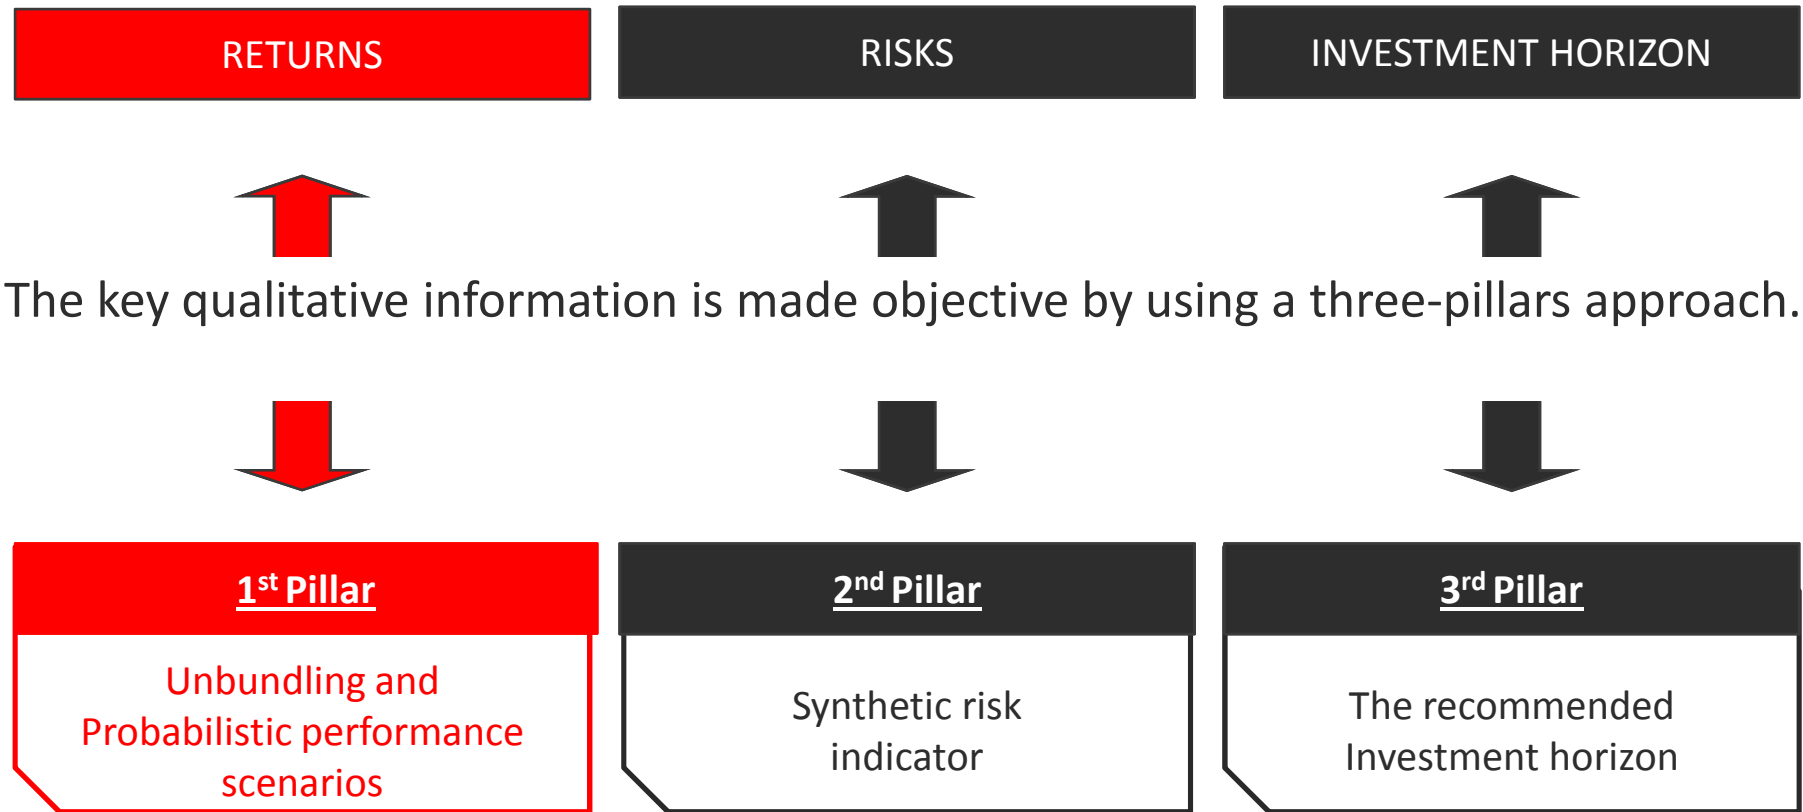 RETURNS
RISKS
INVESTMENT HORIZON
The key qualitative information is made objective by using a three-pillars approach.
1st Pillar
Unbundling and
Probabilistic performance
scenarios
2nd Pillar
Synthetic risk
indicator
3rd Pillar
The recommended
Investment horizon